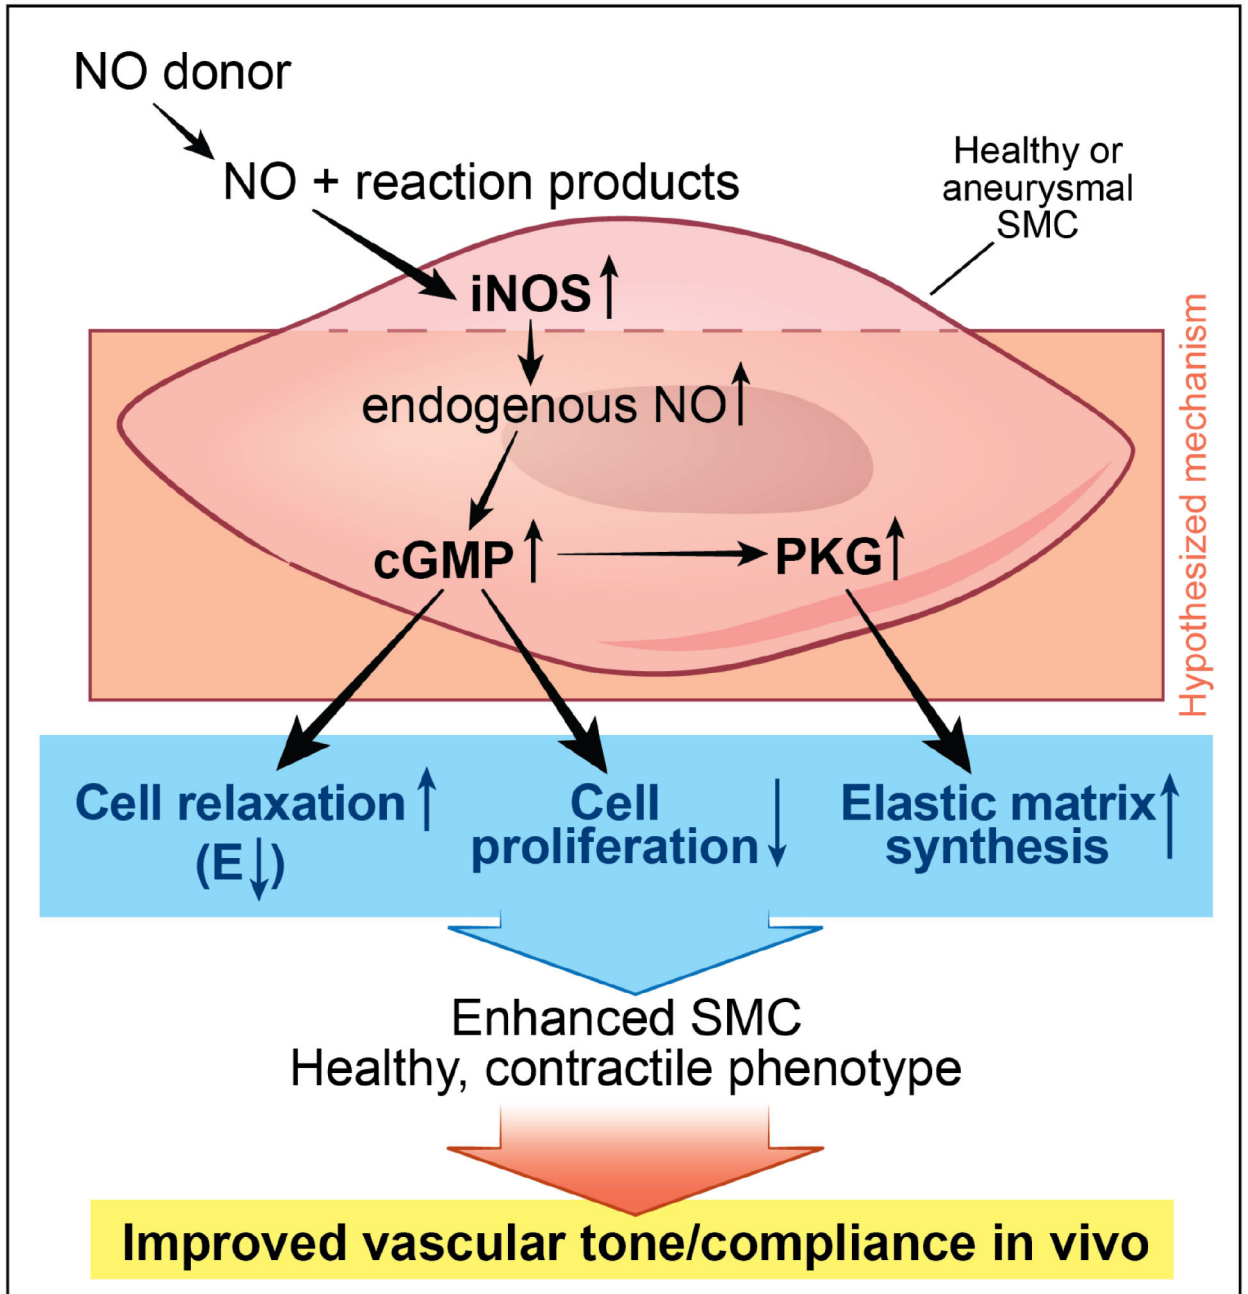 NO donor
NO + reaction products
Healthy or
aneurysmal
SMC
iNOS↑
endogenous NO↑
cGMP↑
PKG↑
Hypothesized mechanism
Cell relaxation↑
(E↓)
Cell
proliferation↓
Elastic matrix↑
synthesis
Enhanced SMC
Healthy, contractile phenotype
Improved vascular tone/compliance in vivo